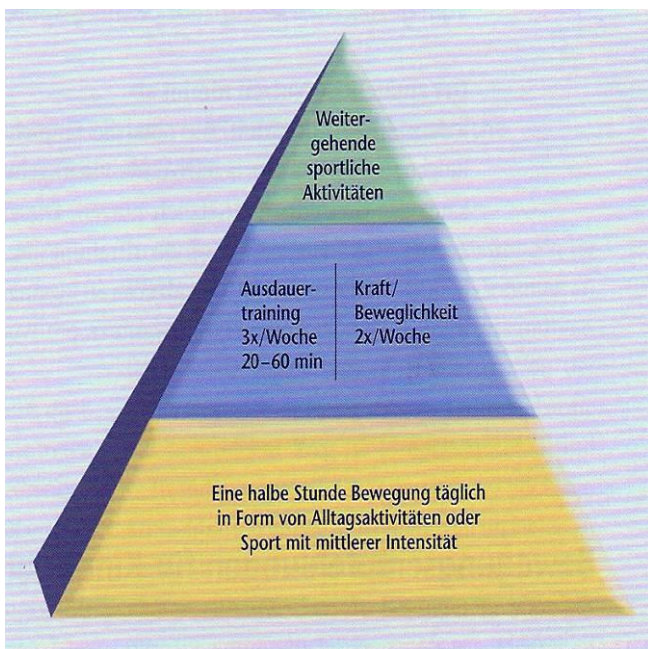 Weiter-
gehende
sportliche
Aktivitäten
Ausdauer-
training
3x/Woche
20–60 min
Kraft/
Beweglichkeit
2x/Woche
Eine halbe Stunde Bewegung täglich
in Form von Alltagsaktivitäten oder
Sport mit mittlerer Intensität